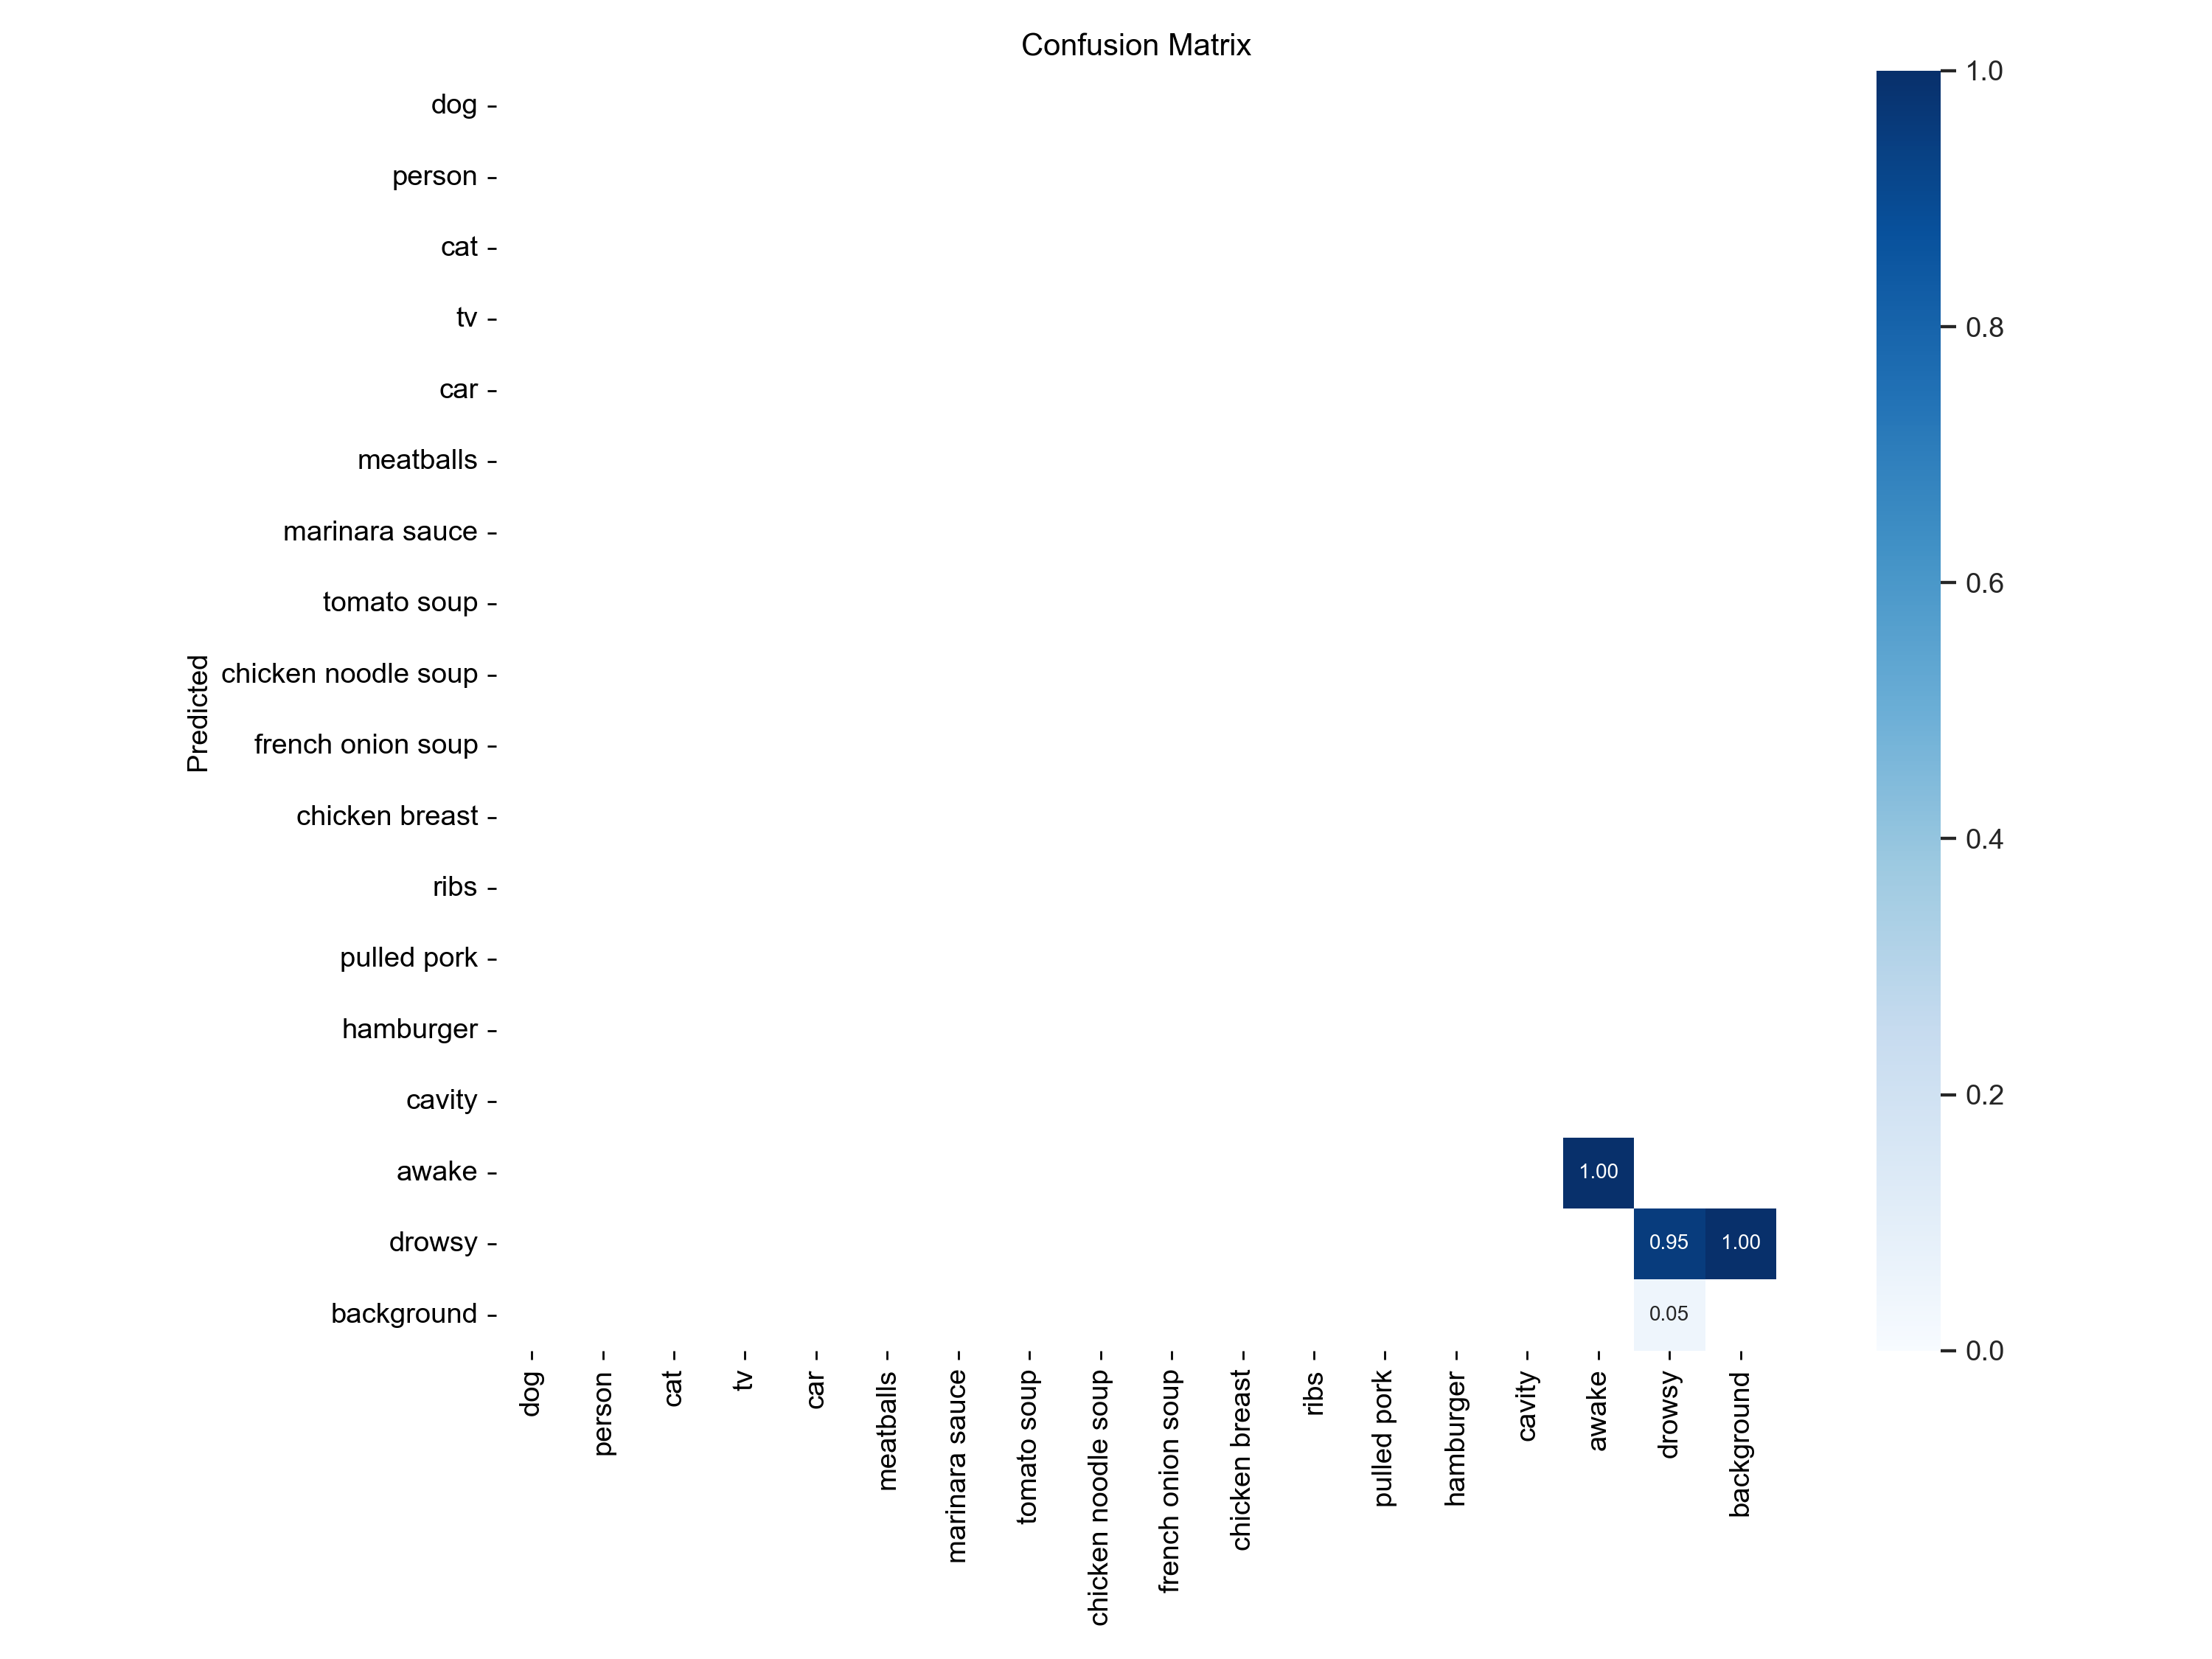 Confusion Matrix
dog
person
cat
tv
car
meatballs
marinara sauce
tomato soup
chicken noodle soup
french onion soup
chicken breast
ribs
pulled pork
hamburger
cavity
awake
drowsy
background
Predicted
1.00
0.95 1.00
0.05
dog
person
cat
tv
car
meatballs
marinara sauce
tomato soup
chicken noodle soup
french onion soup
chicken breast
ribs
pulled pork
hamburger
cavity
awake
drowsy
background
1.0
0.8
0.6
0.4
0.2
0.0